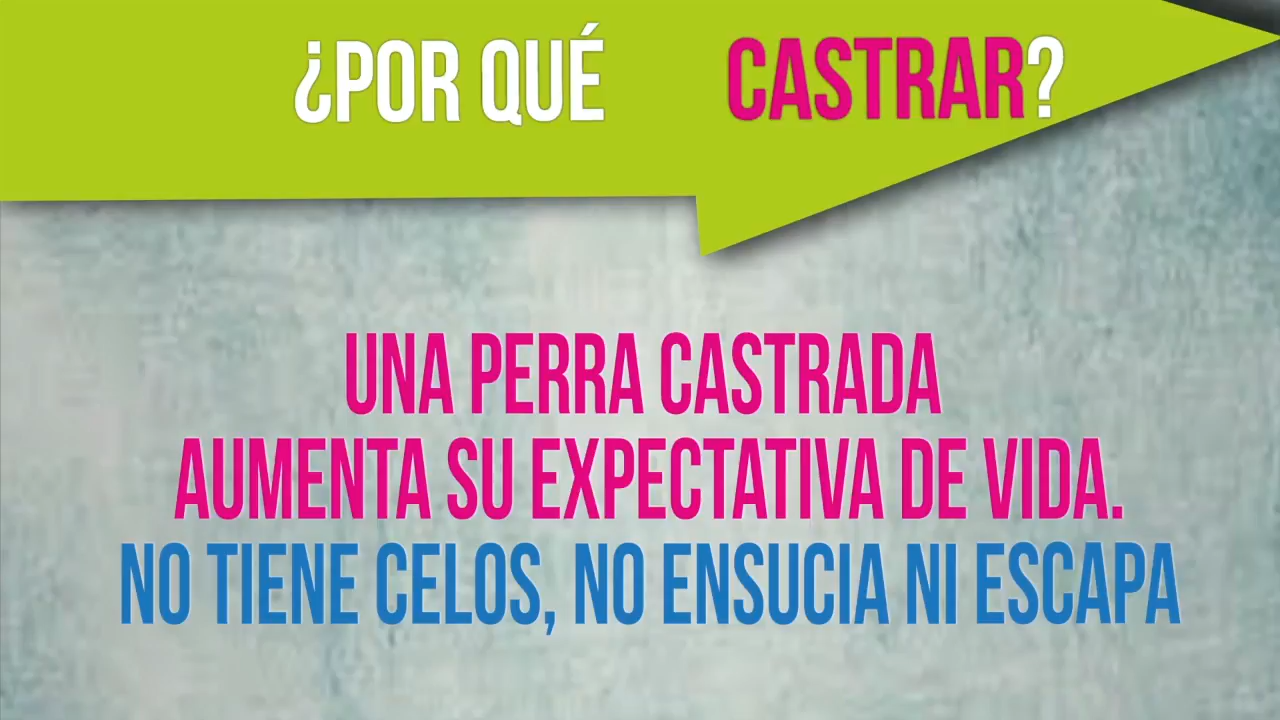 ¿POR QUÉ CASTRAR?
UNA PERRA CASTRADA
AUMENTA SU EXPECTATIVA DE VIDA.
NO TIENE CELOS, NO ENSUCIA NI ESCAPA